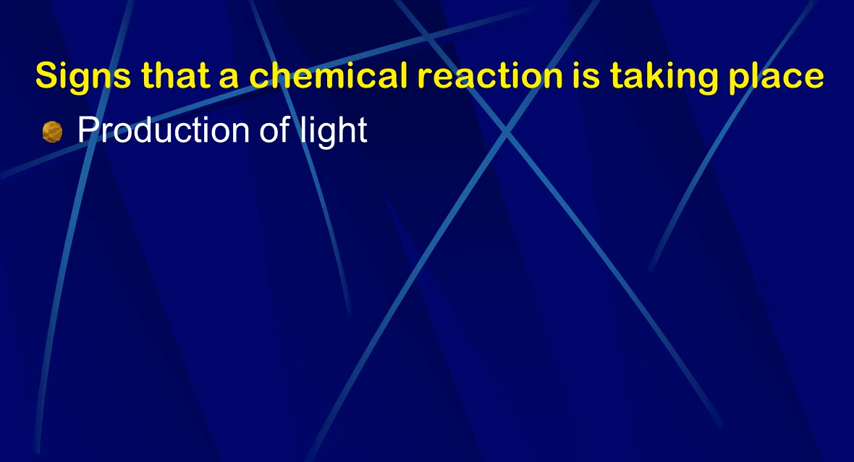 Signs that a chemical reaction is taking place
Production of light